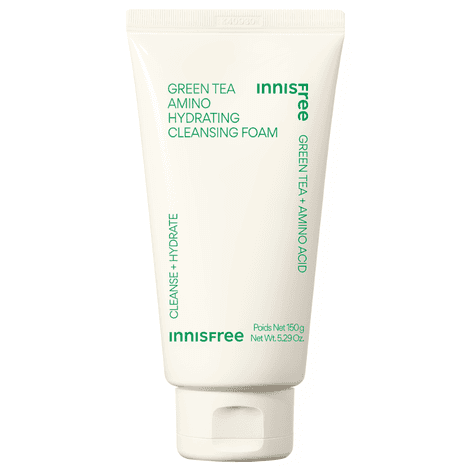 GREEN TEA
AMINO
HYDRATING
CLEANSING FOAM
INNISFree
GREEN TEA + AMINO ACID
CLEANSE + HYDRATE
INNISFree
Poids Net 150g
Net Wt. 5.29 Oz.